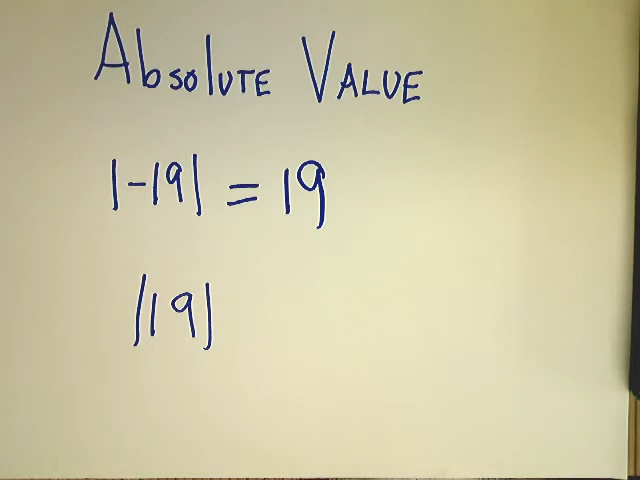 Absolute Value
|-19| = 19
|19|